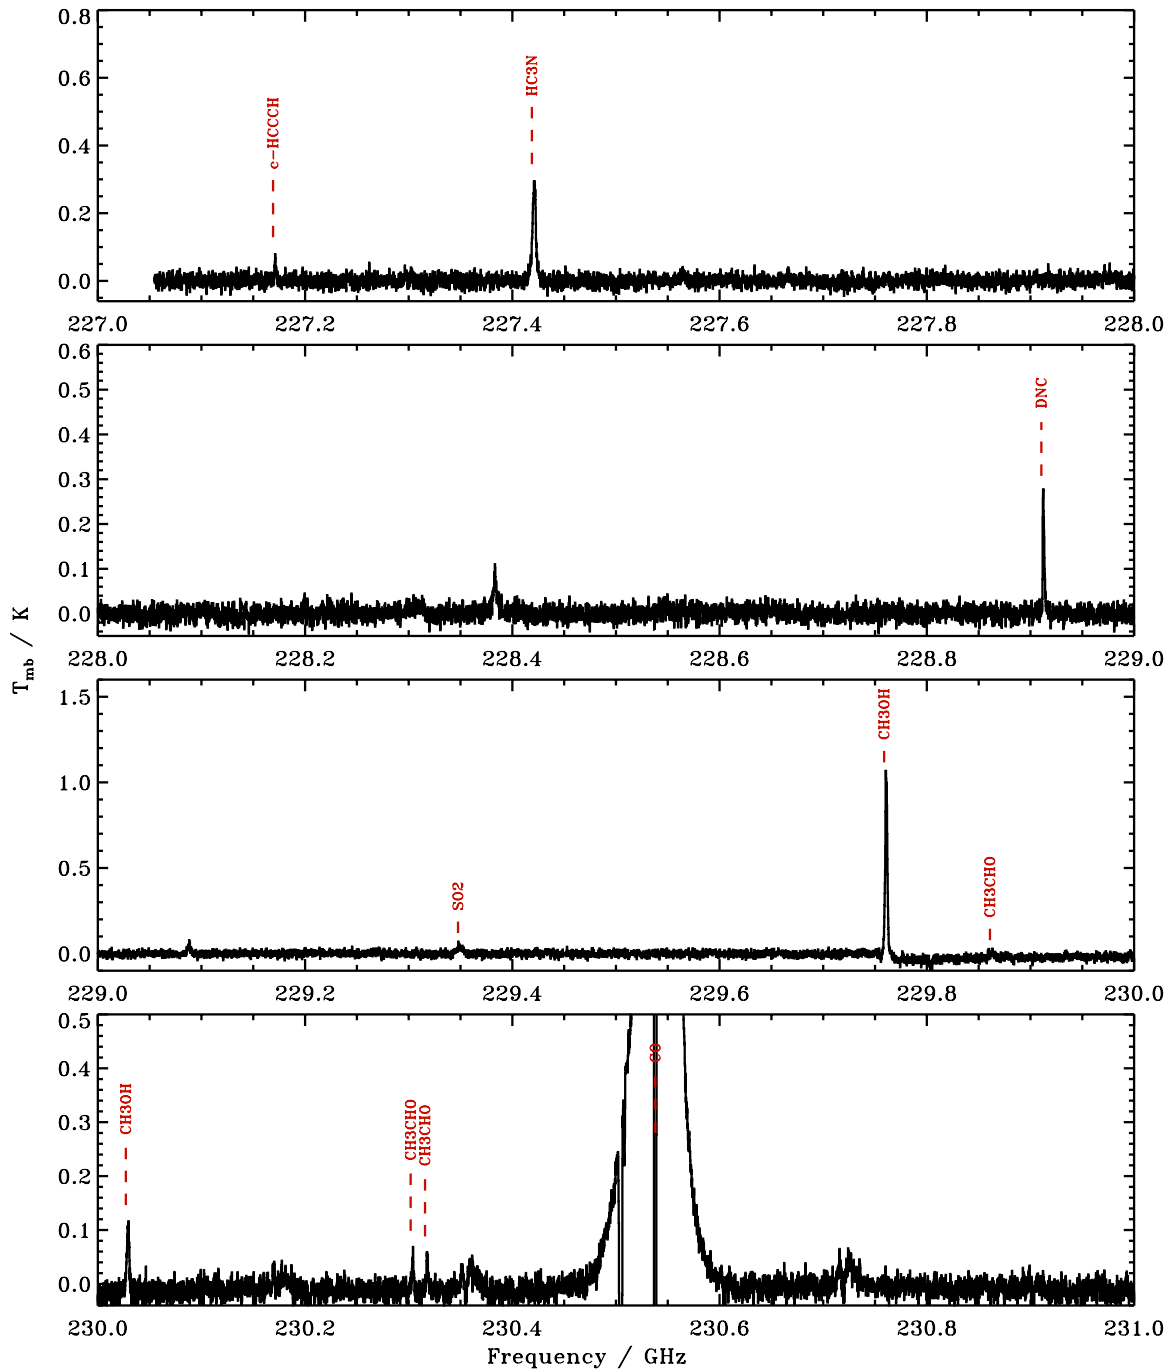 0.8
0.6
0.4
0.2
0.0
c-HCCCH
HC3N
227.0 227.2 227.4 227.6 227.8 228.0
0.6
0.5
0.4
0.3
0.2
0.1
0.0
DNC
228.0 228.2 228.4 228.6 228.8 229.0
T_mb / K
1.5
1.0
0.5
0.0
SO2
CH3OH
CH3CHO
229.0 229.2 229.4 229.6 229.8 230.0
0.5
0.4
0.3
0.2
0.1
0.0
CH3OH
CH3CHO
CH3CHO
CO
230.0 230.2 230.4 230.6 230.8 231.0
Frequency / GHz